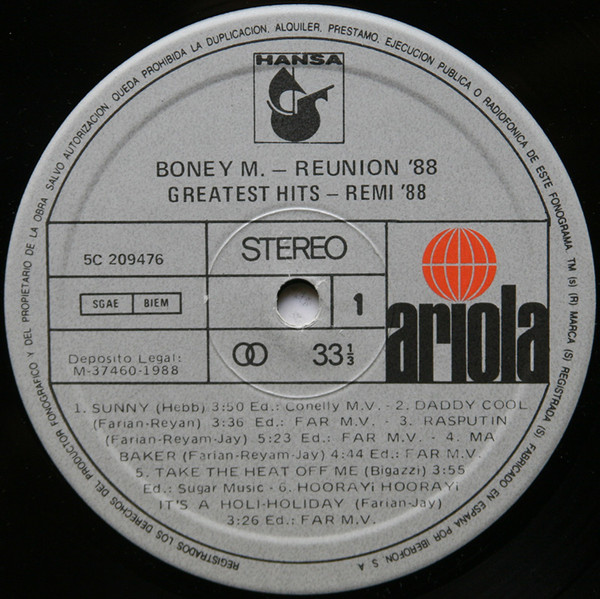 REGISTRADOS LOS DERECHOS DEL PRODUCTOR FONOGRAFICO Y DEL PROPIETARIO DE LA OBRA SALVO AUTORIZACION. QUEDA PROHIBIDA LA DUPLICACION, ALQUILER, PRESTAMO, EJECUCION PUBLICA O RADIOFONICA DE ESTE FONOGRAMA. TM (s) (R) MARCA (S) REGISTRADA (S) FABRICADO EN ESPAÑA POR IBEROFON, S. A
HANSA
BONEY M. – REUNION '88
GREATEST HITS – REMI '88
5C 209476
STEREO
SGAE BIEM
1
ariola
Deposito Legal:
M-37460-1988
33 1/3
1. SUNNY (Hebb) 3:50 Ed.: Conelly M.V. - 2. DADDY COOL
(Farian-Reyan) 3:36 Ed.: FAR M.V. - 3. RASPUTIN
(Farian-Reyam-Jay) 5:23 Ed.: FAR M.V. - 4. MA
BAKER (Farian-Reyam-Jay) 4:44 Ed.: FAR M.V.
5. TAKE THE HEAT OFF ME (Bigazzi) 3:55
Ed.: Sugar Music - 6. HOORAY¡ HOORAY¡
IT'S A HOLI-HOLIDAY (Farian-Jay)
3:26 Ed.: FAR M.V.